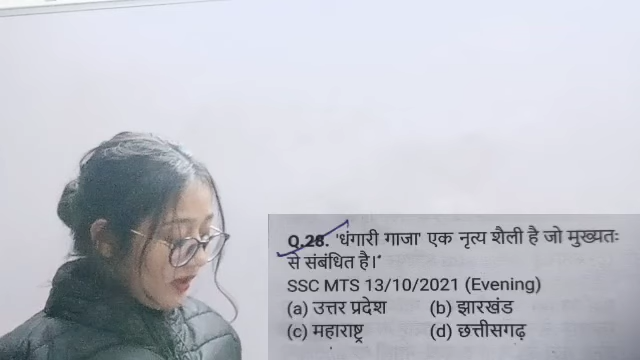 Q.28. 'धंगारी गाजा' एक नृत्य शैली है जो मुख्यतः
से संबंधित है।*
SSC MTS 13/10/2021 (Evening)
(a) उत्तर प्रदेश (b) झारखंड
(c) महाराष्ट्र (d) छत्तीसगढ़